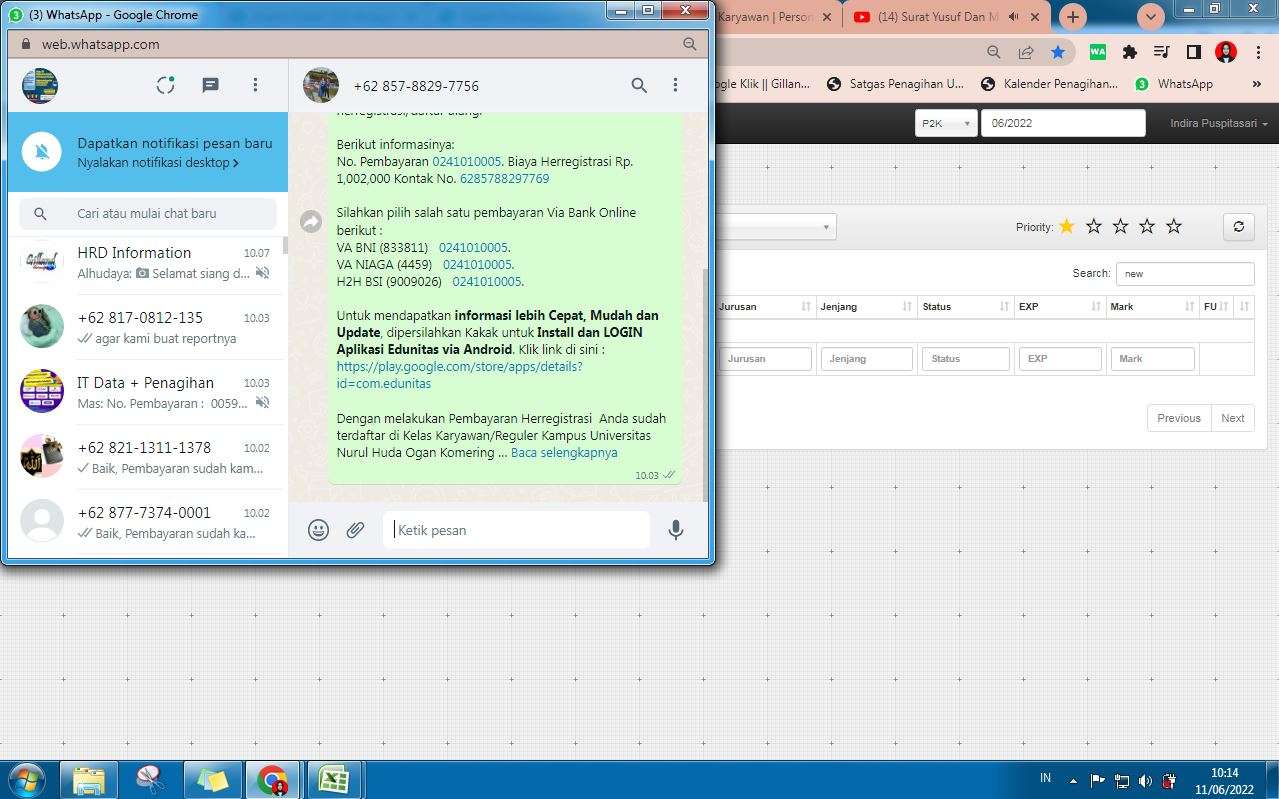 (3) WhatsApp - Google Chrome
web.whatsapp.com
Dapatkan notifikasi pesan baru
Nyalakan notifikasi desktop
Cari atau mulai chat baru
HRD Information 10.07
Alhudaya: Selamat siang d...
+62 817-0812-135 10.03
agar kami buat reportnya
IT Data + Penagihan 10.03
Mas: No. Pembayaran : 0059...
+62 821-1311-1378 10.02
Baik, Pembayaran sudah kam...
+62 877-7374-0001 10.02
Baik, Pembayaran sudah ka...
+62 857-8829-7756
Berikut informasinya:
No. Pembayaran 0241010005. Biaya Herregistrasi Rp.
1,002,000 Kontak No. 6285788297769
Silahkan pilih salah satu pembayaran Via Bank Online
berikut :
VA BNI (833811) 0241010005.
VA NIAGA (4459) 0241010005.
H2H BSI (9009026) 0241010005.
Untuk mendapatkan informasi lebih Cepat, Mudah dan
Update, dipersilahkan Kakak untuk Install dan LOGIN
Aplikasi Edunitas via Android. Klik link di sini :
https://play.google.com/store/apps/details?
id=com.edunitas
Dengan melakukan Pembayaran Herregistrasi Anda sudah
terdaftar di Kelas Karyawan/Reguler Kampus Universitas
Nurul Huda Ogan Komering ... Baca selengkapnya
10.03
Ketik pesan
Karyawan | Person
(14) Surat Yusuf Dan M
WA
gle Klik || Gillan...
Satgas Penagihan U...
Kalender Penagihan...
3
WhatsApp
»
P2K
06/2022
Indira Puspitasari
Priority:
Search: new
Jurusan Jenjang Status EXP Mark FU
Jurusan Jenjang Status EXP Mark
Previous Next
IN
10:14
11/06/2022